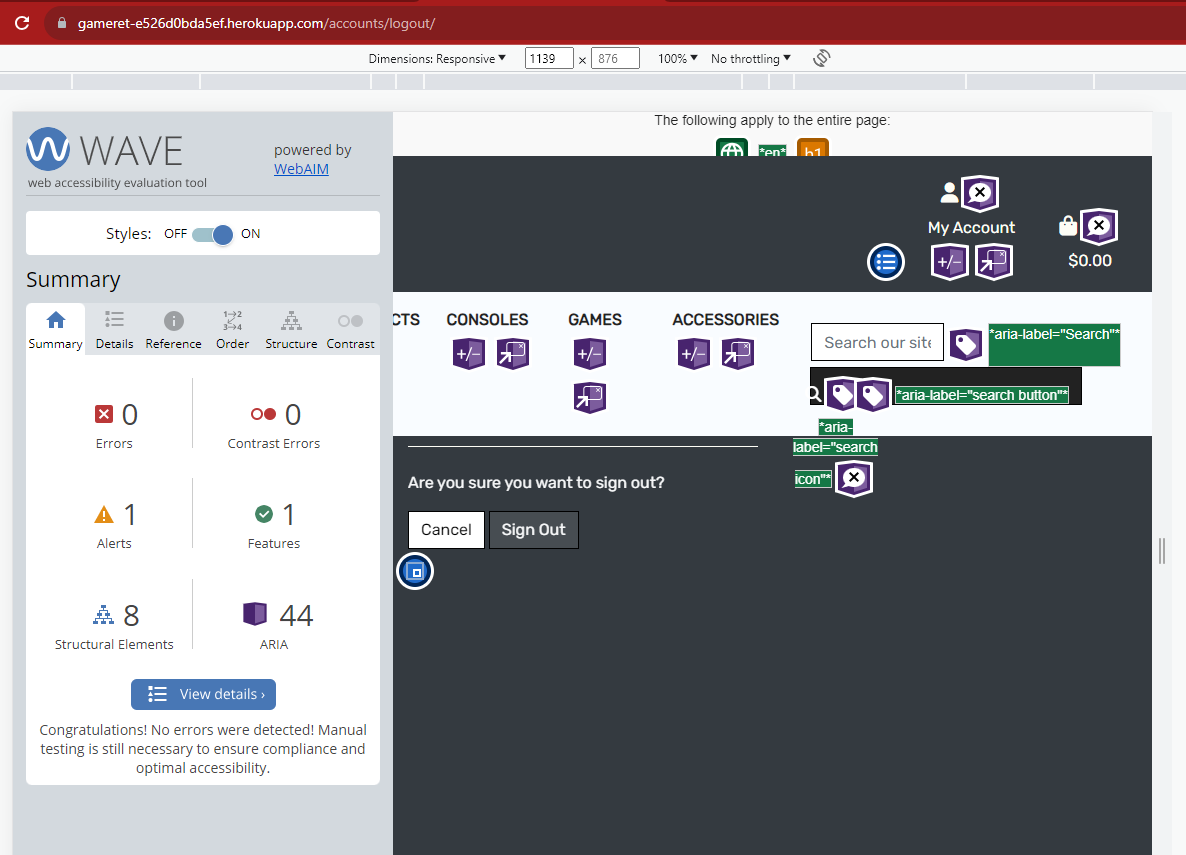 gameret-e526d0bda5ef.herokuapp.com/accounts/logout/
Dimensions: Responsive 1139 × 876 100% No throttling
WAVE
web accessibility evaluation tool
powered by
WebAIM
Styles: OFF ON
Summary
Summary Details Reference Order Structure Contrast
0
Errors
0
Contrast Errors
1
Alerts
1
Features
8
Structural Elements
44
ARIA
View details ›
Congratulations! No errors were detected! Manual
testing is still necessary to ensure compliance and
optimal accessibility.
The following apply to the entire page:
*en* h1
My Account
$0.00
CTS CONSOLES GAMES ACCESSORIES
Search our site
*aria-label="Search"*
*aria-label="search button"*
*aria-
label="search
icon"*
Are you sure you want to sign out?
Cancel Sign Out